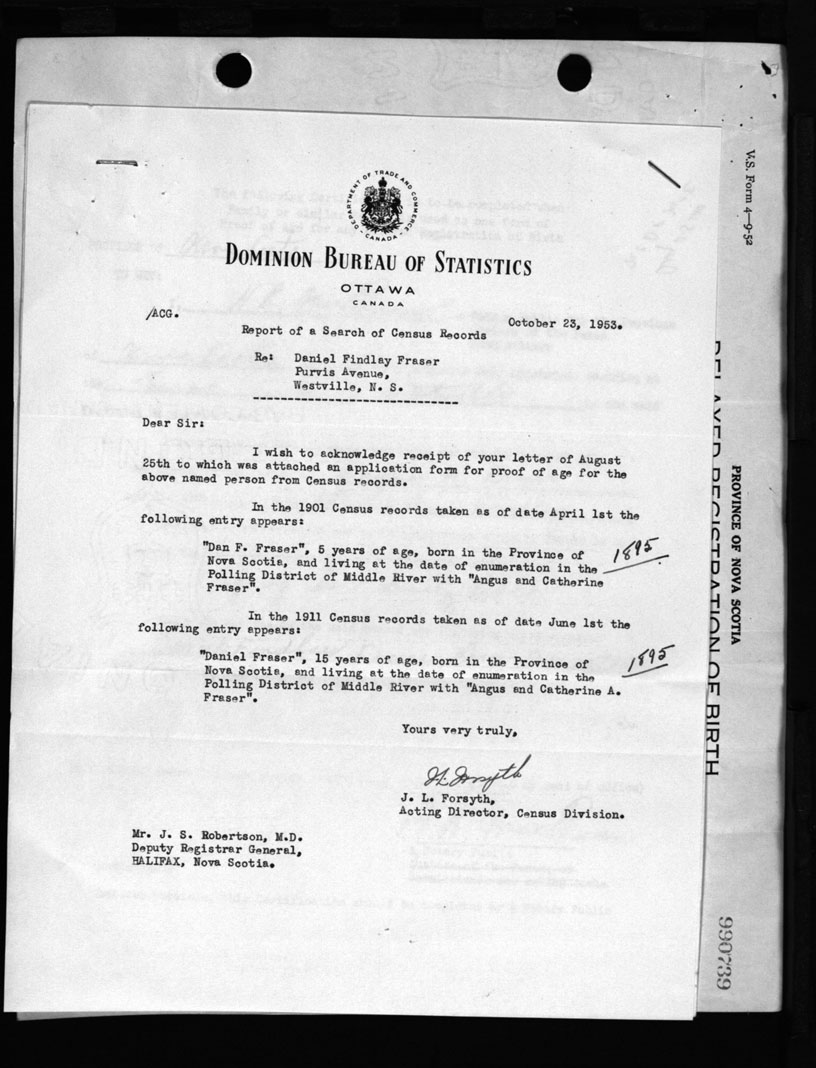 DEPARTMENT OF TRADE AND COMMERCE
CANADA
DOMINION BUREAU OF STATISTICS
OTTAWA
CANADA
/ACG.
October 23, 1953.
Report of a Search of Census Records
Re: Daniel Findlay Fraser
Purvis Avenue,
Westville, N. S.
------------------------------
Dear Sir:
I wish to acknowledge receipt of your letter of August
25th to which was attached an application form for proof of age for the
above named person from Census records.
In the 1901 Census records taken as of date April 1st the
following entry appears:
"Dan F. Fraser", 5 years of age, born in the Province of
Nova Scotia, and living at the date of enumeration in the
Polling District of Middle River with "Angus and Catherine
Fraser".
1895
In the 1911 Census records taken as of date June 1st the
following entry appears:
"Daniel Fraser", 15 years of age, born in the Province of
Nova Scotia, and living at the date of enumeration in the
Polling District of Middle River with "Angus and Catherine A.
Fraser".
1895
Yours very truly,
J. L. Forsyth
J. L. Forsyth,
Acting Director, Census Division.
Mr. J. S. Robertson, M.D.
Deputy Registrar General,
HALIFAX, Nova Scotia.
V.S. Form 4—9-52
PROVINCE OF NOVA SCOTIA
DELAYED REGISTRATION OF BIRTH
990739